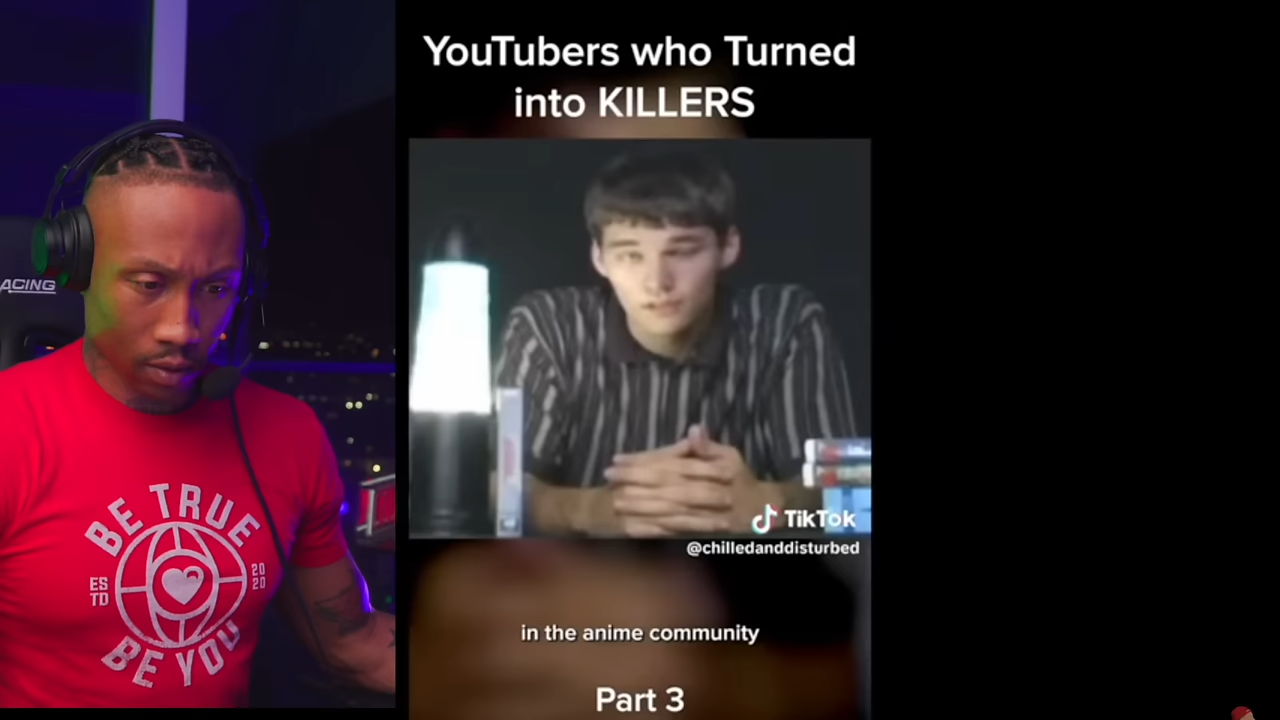 YouTubers who Turned
into KILLERS
ACING
TikTok
@chilledanddisturbed
BE TRUE
ES
TD
20
20
BE YOU
in the anime community
Part 3